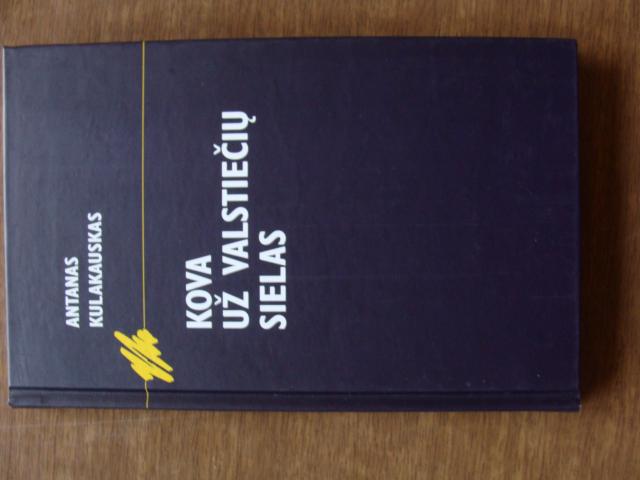 ANTANAS
KULAKAUSKAS
KOVA
UŽ VALSTIEČIŲ
SIELAS